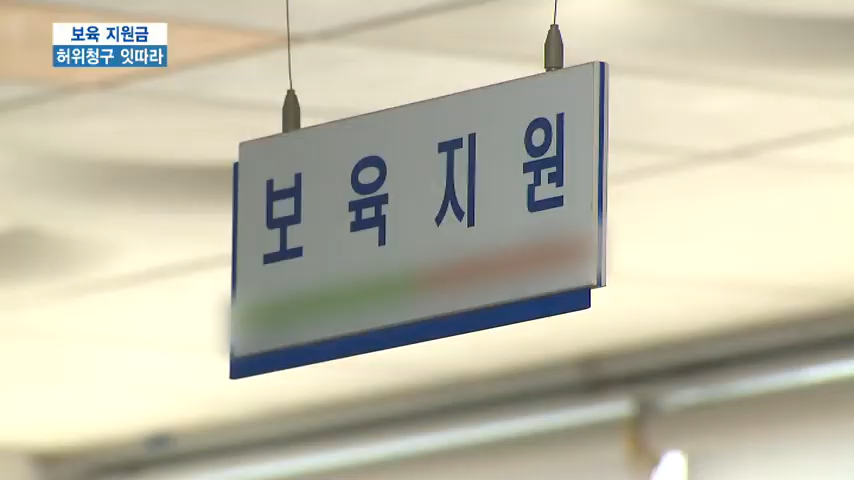 보육 지원금
허위청구 잇따라
보육지원